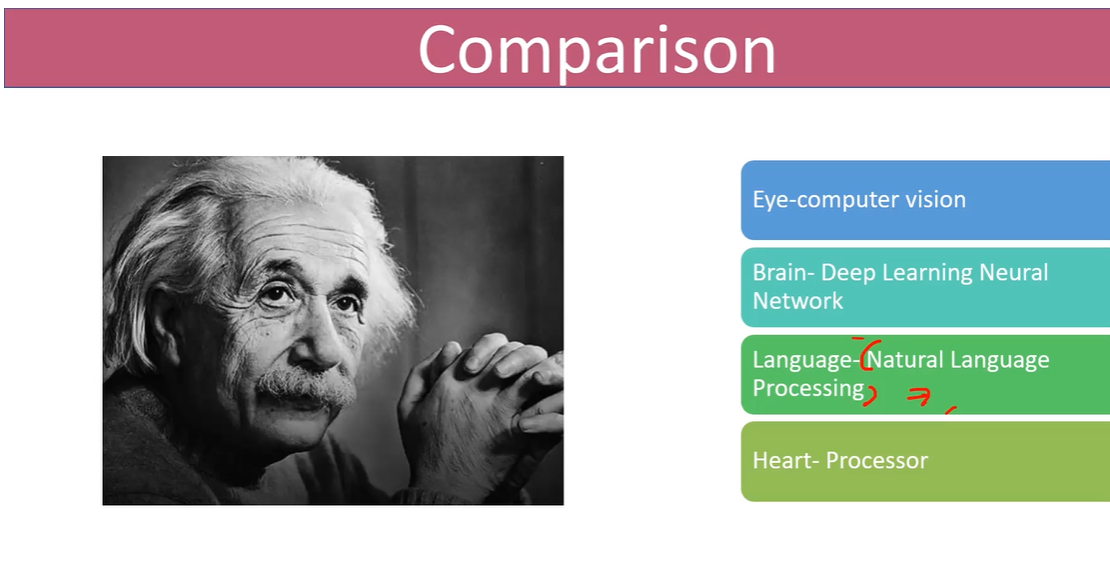 Comparison
Eye-computer vision
Brain- Deep Learning Neural
Network
Language- Natural Language
Processing
Heart- Processor